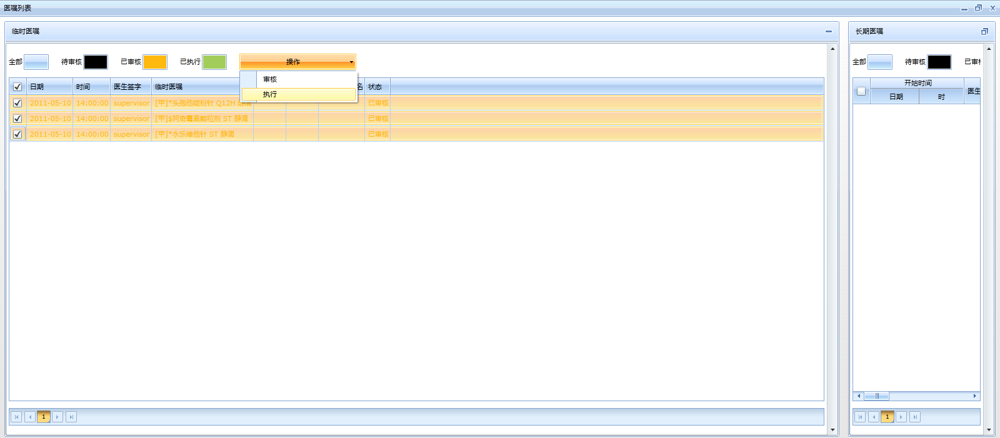 医嘱列表
临时医嘱
全部 待审核 已审核 已执行 操作
审核
执行
日期 时间 医生签字 临时医嘱 名 状态
2011-05-10 14:00:00 supervisor [甲]*头孢他啶粉针 Q12H 静滴 已审核
2011-05-10 14:00:00 supervisor [甲]$阿奇霉素颗粒剂 ST 静滴 已审核
2011-05-10 14:00:00 supervisor [甲]*水乐维他针 ST 静滴 已审核
1
长期医嘱
全部 待审核 已审
开始时间
日期 时 医生
1